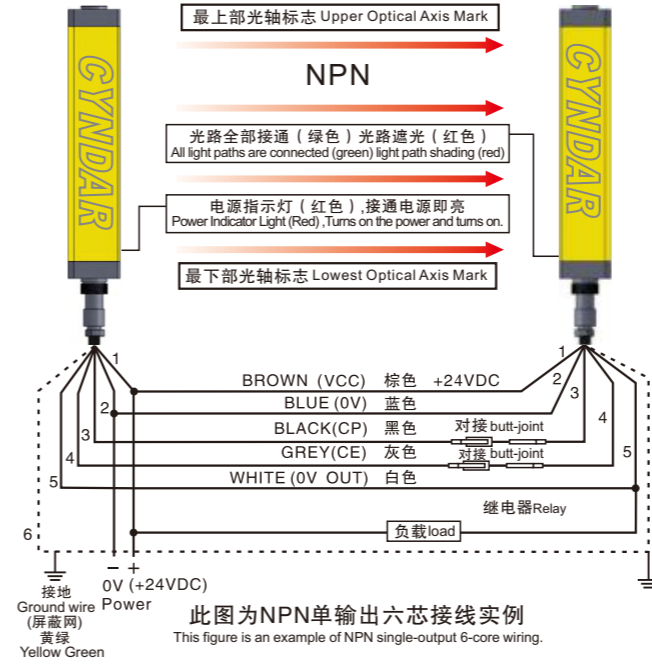 最上部光轴标志 Upper Optical Axis Mark
CYNDAR
NPN
CYNDAR
光路全部接通（绿色）光路遮光（红色）
All light paths are connected (green) light path shading (red)
电源指示灯（红色）,接通电源即亮
Power Indicator Light (Red) ,Turns on the power and turns on.
最下部光轴标志 Lowest Optical Axis Mark
1
1
BROWN (VCC) 棕色 +24VDC
2
2
BLUE (0V) 蓝色
3
3
BLACK(CP) 黑色 对接 butt-joint
4
4
GREY(CE) 灰色 对接 butt-joint
5
5
WHITE (0V OUT) 白色
继电器Relay
6
负载load
− +
0V (+24VDC)
Power
接地
Ground wire
(屏蔽网)
黄绿
Yellow Green
此图为NPN单输出六芯接线实例
This figure is an example of NPN single-output 6-core wiring.